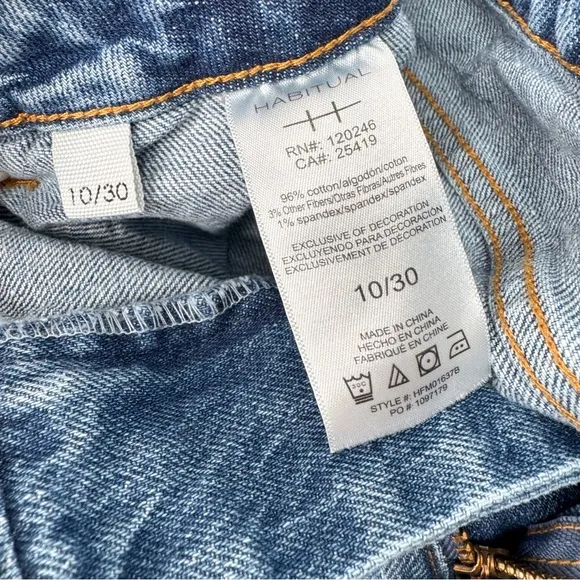 HABITUAL
RN#: 120246
CA#: 25419
96% cotton/algodón/coton
3% Other Fibers/Otras Fibras/Autres Fibres
1% spandex/spandex/spandex
EXCLUSIVE OF DECORATION
EXCLUYENDO PARA DECORACIÓN
EXCLUSIVEMENT DE DÉCORATION
10/30
MADE IN CHINA
HECHO EN CHINA
FABRIQUÉ EN CHINE
30C
STYLE #: HFM01637B
PO #: 1097179
10/30